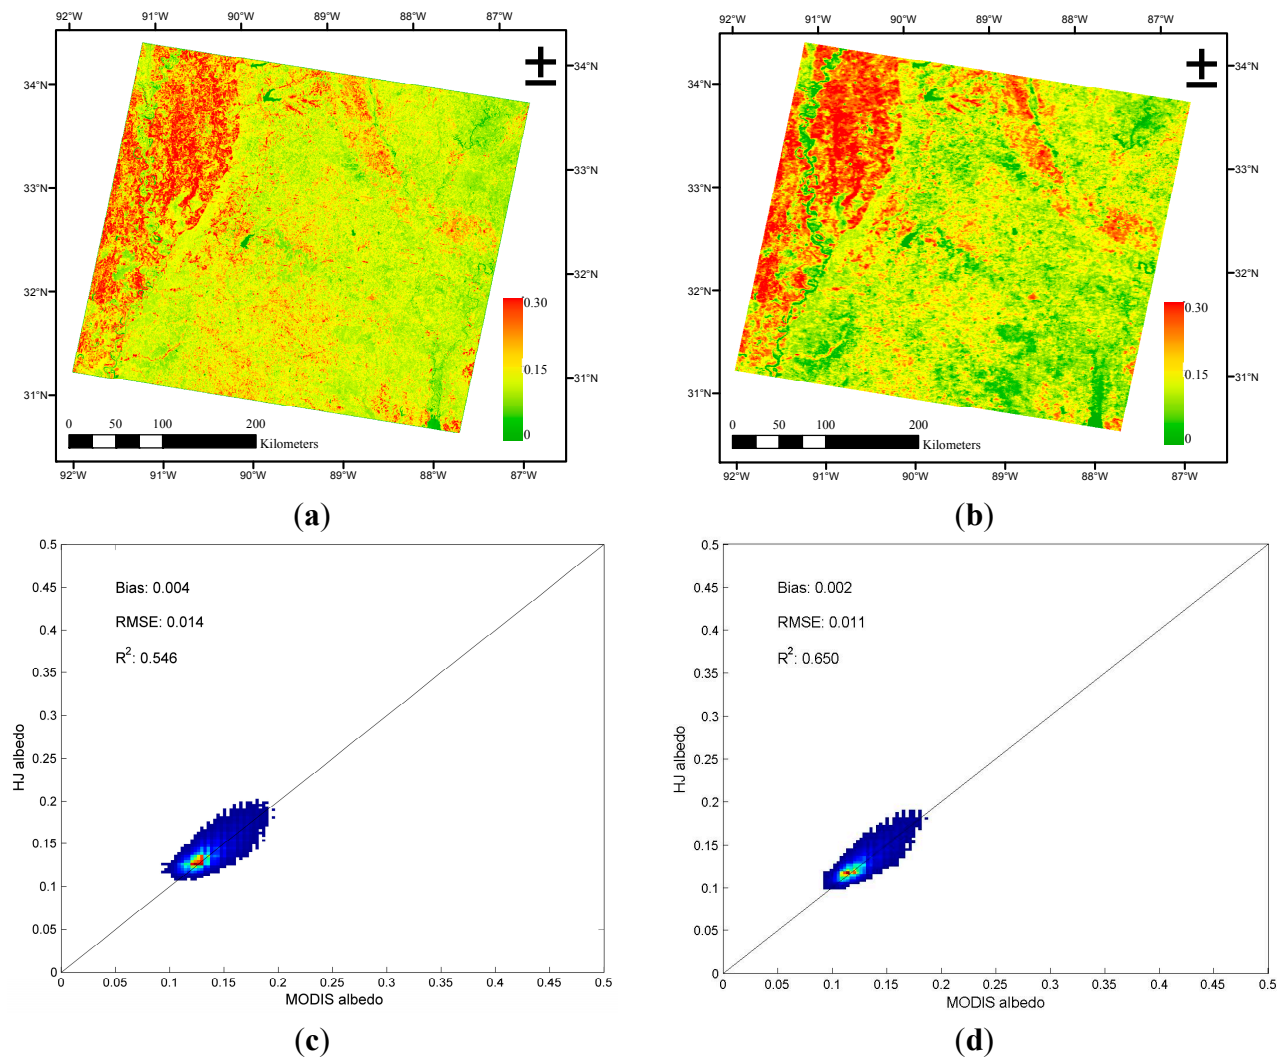 92°W 91°W 90°W 89°W 88°W 87°W
34°N 34°N
33°N 33°N
32°N 32°N
31°N 31°N
0.30
0.15
0
0 50 100 200
Kilometers
92°W 91°W 90°W 89°W 88°W 87°W
(a)
92°W 91°W 90°W 89°W 88°W 87°W
34°N 34°N
33°N 33°N
32°N 32°N
31°N 31°N
0.30
0.15
0
0 50 100 200
Kilometers
92°W 91°W 90°W 89°W 88°W 87°W
(b)
0.5
0.45
0.4
0.35
0.3
0.25
0.2
0.15
0.1
0.05
0
HJ albedo
Bias: 0.004
RMSE: 0.014
R²: 0.546
0 0.05 0.1 0.15 0.2 0.25 0.3 0.35 0.4 0.45 0.5
MODIS albedo
(c)
0.5
0.45
0.4
0.35
0.3
0.25
0.2
0.15
0.1
0.05
0
HJ albedo
Bias: 0.002
RMSE: 0.011
R²: 0.650
0 0.05 0.1 0.15 0.2 0.25 0.3 0.35 0.4 0.45 0.5
MODIS albedo
(d)